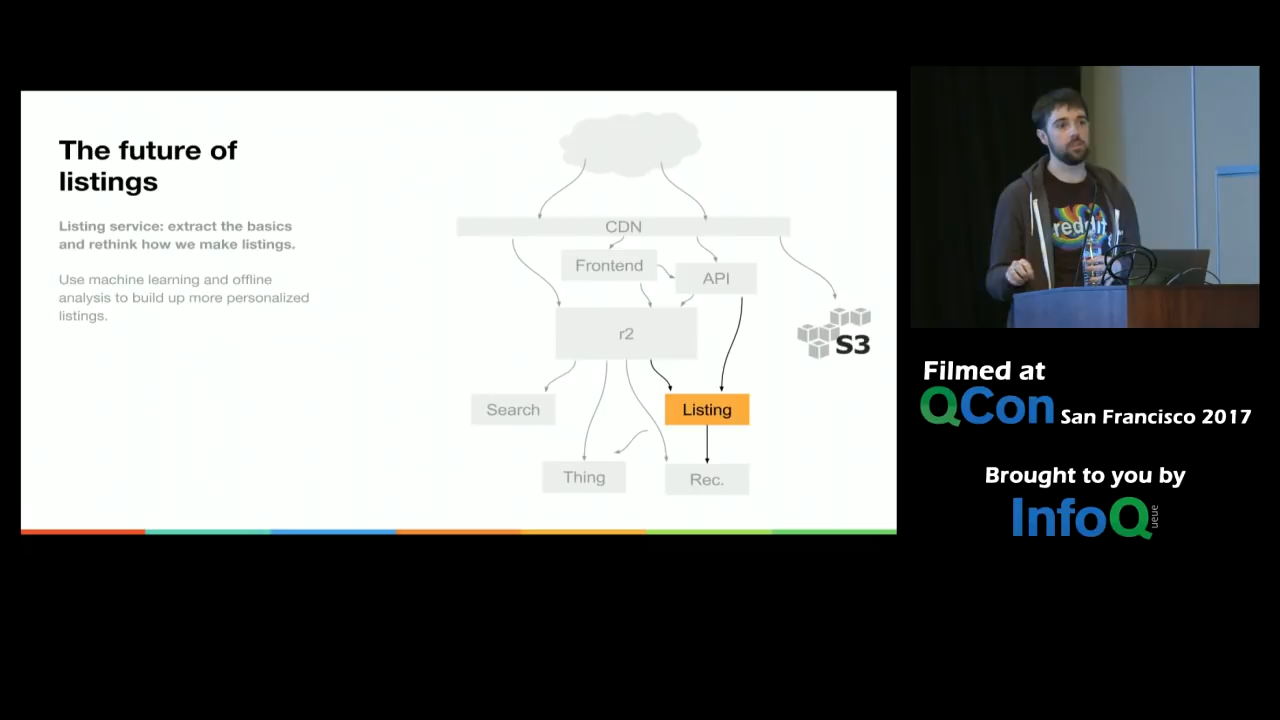 The future of
listings
Listing service: extract the basics
and rethink how we make listings.
Use machine learning and offline
analysis to build up more personalized
listings.
CDN
Frontend
API
r2
S3
Search
Listing
Thing
Rec.
reddit
Filmed at
QCon San Francisco 2017
Brought to you by
InfoQ
ueue